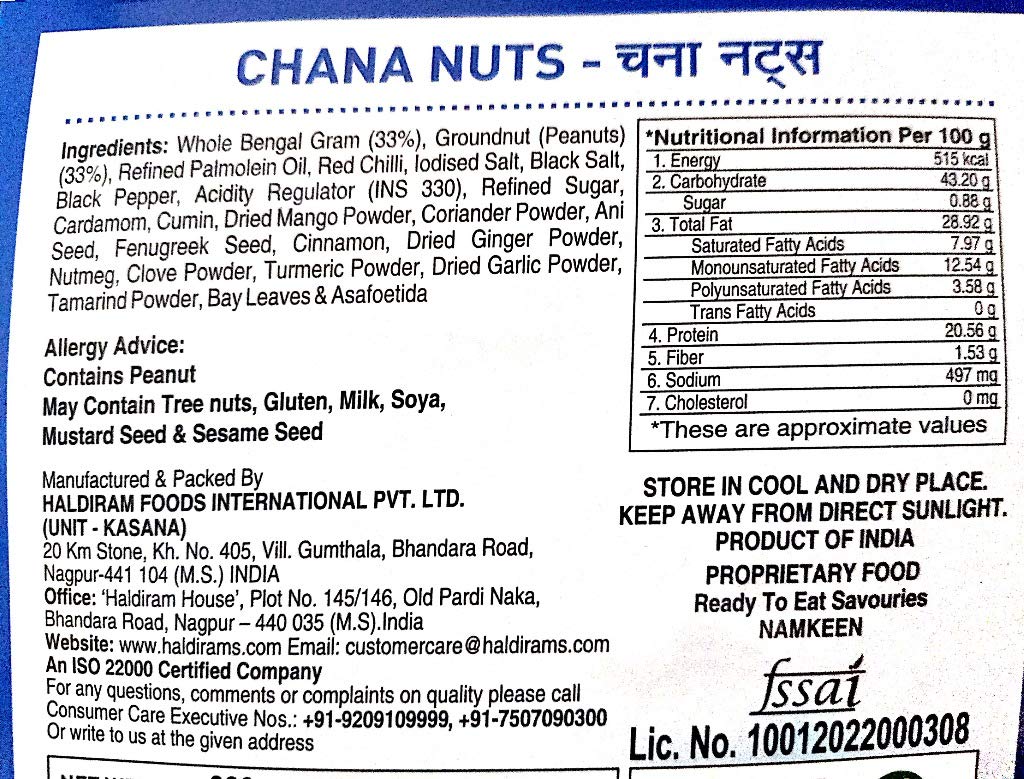 CHANA NUTS - चना नट्स
Ingredients: Whole Bengal Gram (33%), Groundnut (Peanuts)
(33%), Refined Palmolein Oil, Red Chilli, Iodised Salt, Black Salt,
Black Pepper, Acidity Regulator (INS 330), Refined Sugar,
Cardamom, Cumin, Dried Mango Powder, Coriander Powder, Ani
Seed, Fenugreek Seed, Cinnamon, Dried Ginger Powder,
Nutmeg, Clove Powder, Turmeric Powder, Dried Garlic Powder,
Tamarind Powder, Bay Leaves & Asafoetida
Allergy Advice:
Contains Peanut
May Contain Tree nuts, Gluten, Milk, Soya,
Mustard Seed & Sesame Seed
Manufactured & Packed By
HALDIRAM FOODS INTERNATIONAL PVT. LTD.
(UNIT - KASANA)
20 Km Stone, Kh. No. 405, Vill. Gumthala, Bhandara Road,
Nagpur-441 104 (M.S.) INDIA
Office: 'Haldiram House', Plot No. 145/146, Old Pardi Naka,
Bhandara Road, Nagpur – 440 035 (M.S).India
Website: www.haldirams.com Email: customercare@haldirams.com
An ISO 22000 Certified Company
For any questions, comments or complaints on quality please call
Consumer Care Executive Nos.: +91-9209109999, +91-7507090300
Or write to us at the given address
*Nutritional Information Per 100 g
1. Energy 515 kcal
2. Carbohydrate 43.20 g
Sugar 0.88 g
3. Total Fat 28.92 g
Saturated Fatty Acids 7.97 g
Monounsaturated Fatty Acids 12.54 g
Polyunsaturated Fatty Acids 3.58 g
Trans Fatty Acids 0 g
4. Protein 20.56 g
5. Fiber 1.53 g
6. Sodium 497 mg
7. Cholesterol 0 mg
*These are approximate values
STORE IN COOL AND DRY PLACE.
KEEP AWAY FROM DIRECT SUNLIGHT.
PRODUCT OF INDIA
PROPRIETARY FOOD
Ready To Eat Savouries
NAMKEEN
fssai
Lic. No. 10012022000308